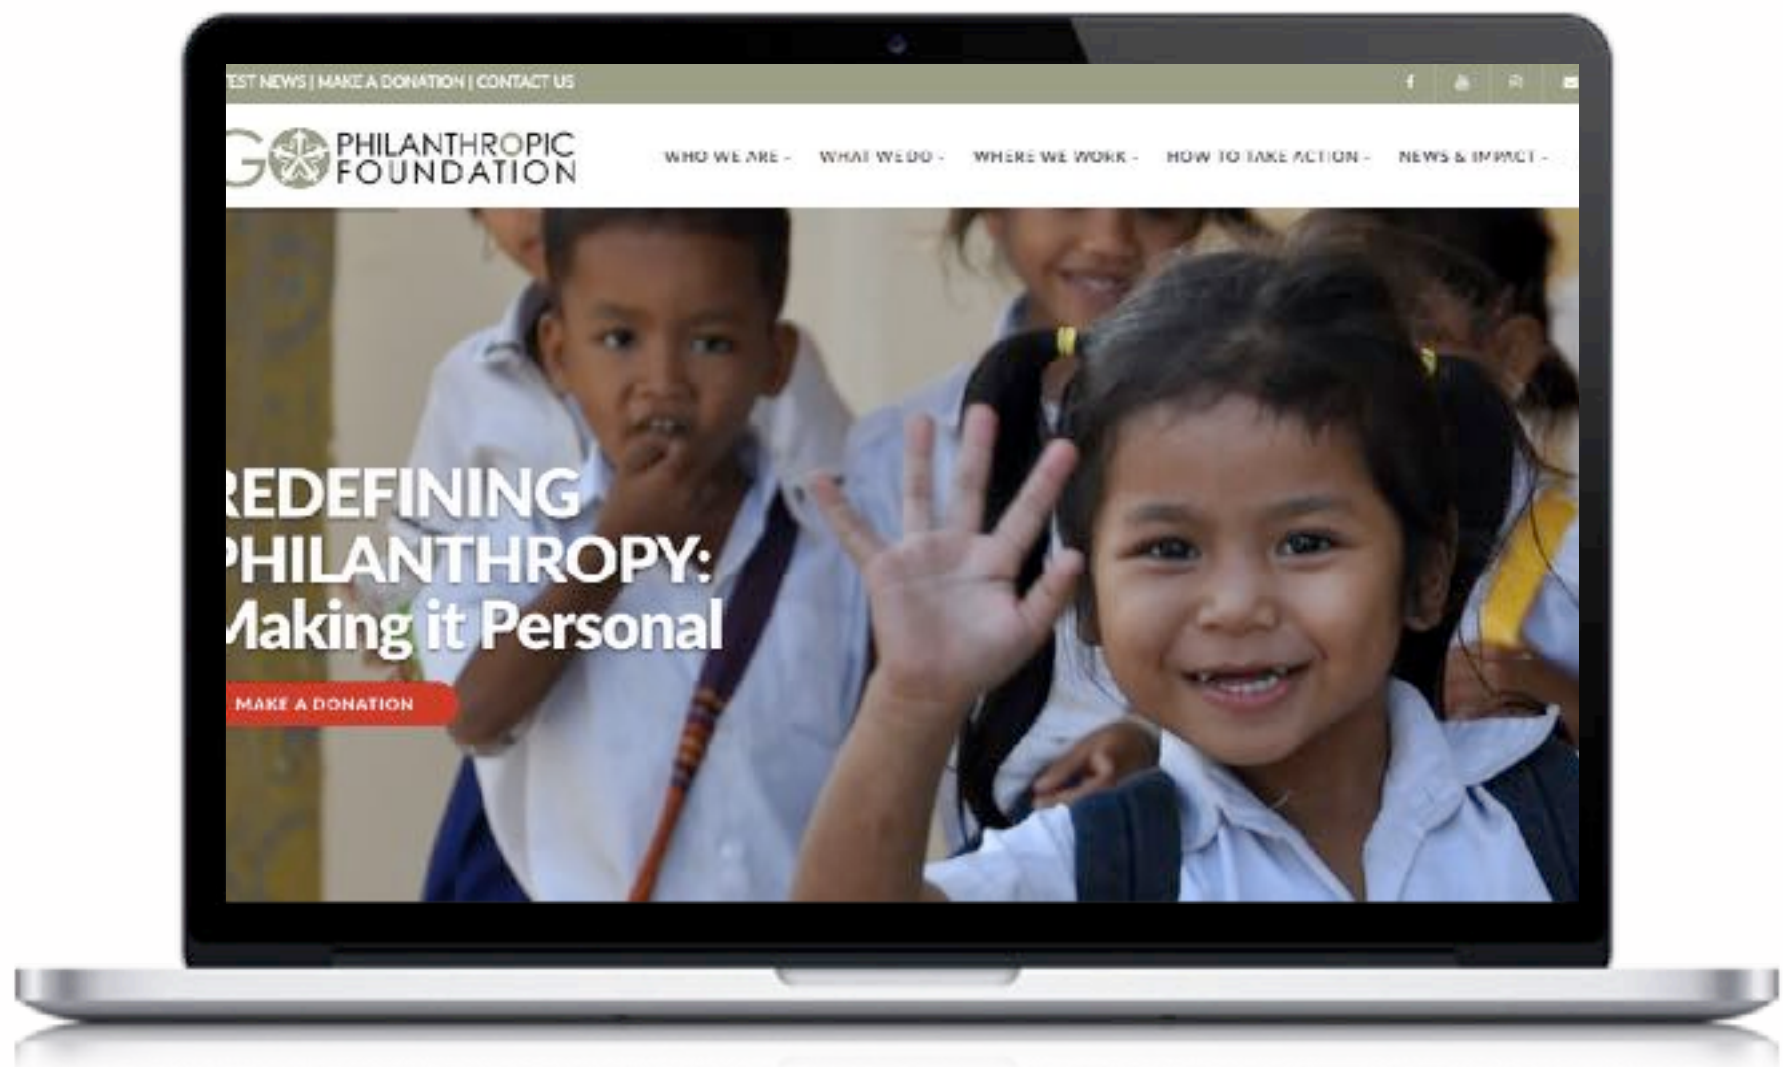 EST NEWS | MAKE A DONATION | CONTACT US
GO PHILANTHROPIC
FOUNDATION
WHO WE ARE
WHAT WE DO
WHERE WE WORK
HOW TO TAKE ACTION
NEWS & IMPACT
REDEFINING
PHILANTHROPY:
Making it Personal
MAKE A DONATION